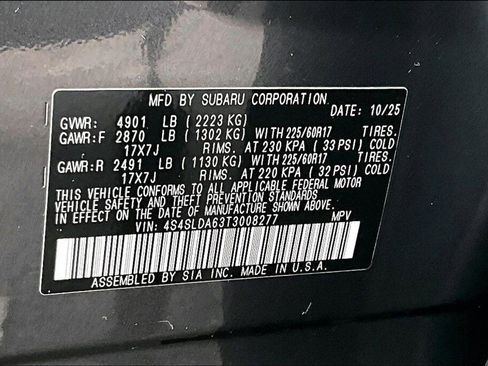 MFD BY SUBARU CORPORATION
DATE: 10/25
GVWR: 4901 LB (2223 KG)
GAWR:F 2870 LB (1302 KG) WITH 225/60R17 TIRES.
17X7J RIMS. AT 230 KPA (33 PSI) COLD
GAWR:R 2491 LB (1130 KG) WITH 225/60R17 TIRES.
17X7J RIMS. AT 220 KPA (32 PSI) COLD
THIS VEHICLE CONFORMS TO ALL APPLICABLE FEDERAL MOTOR
VEHICLE SAFETY AND THEFT PREVENTION STANDARDS
IN EFFECT ON THE DATE OF MANUFACTURE SHOWN ABOVE.
VIN: 4S4SLDA63T3008277 MPV
ASSEMBLED BY SIA INC. MADE IN U.S.A.